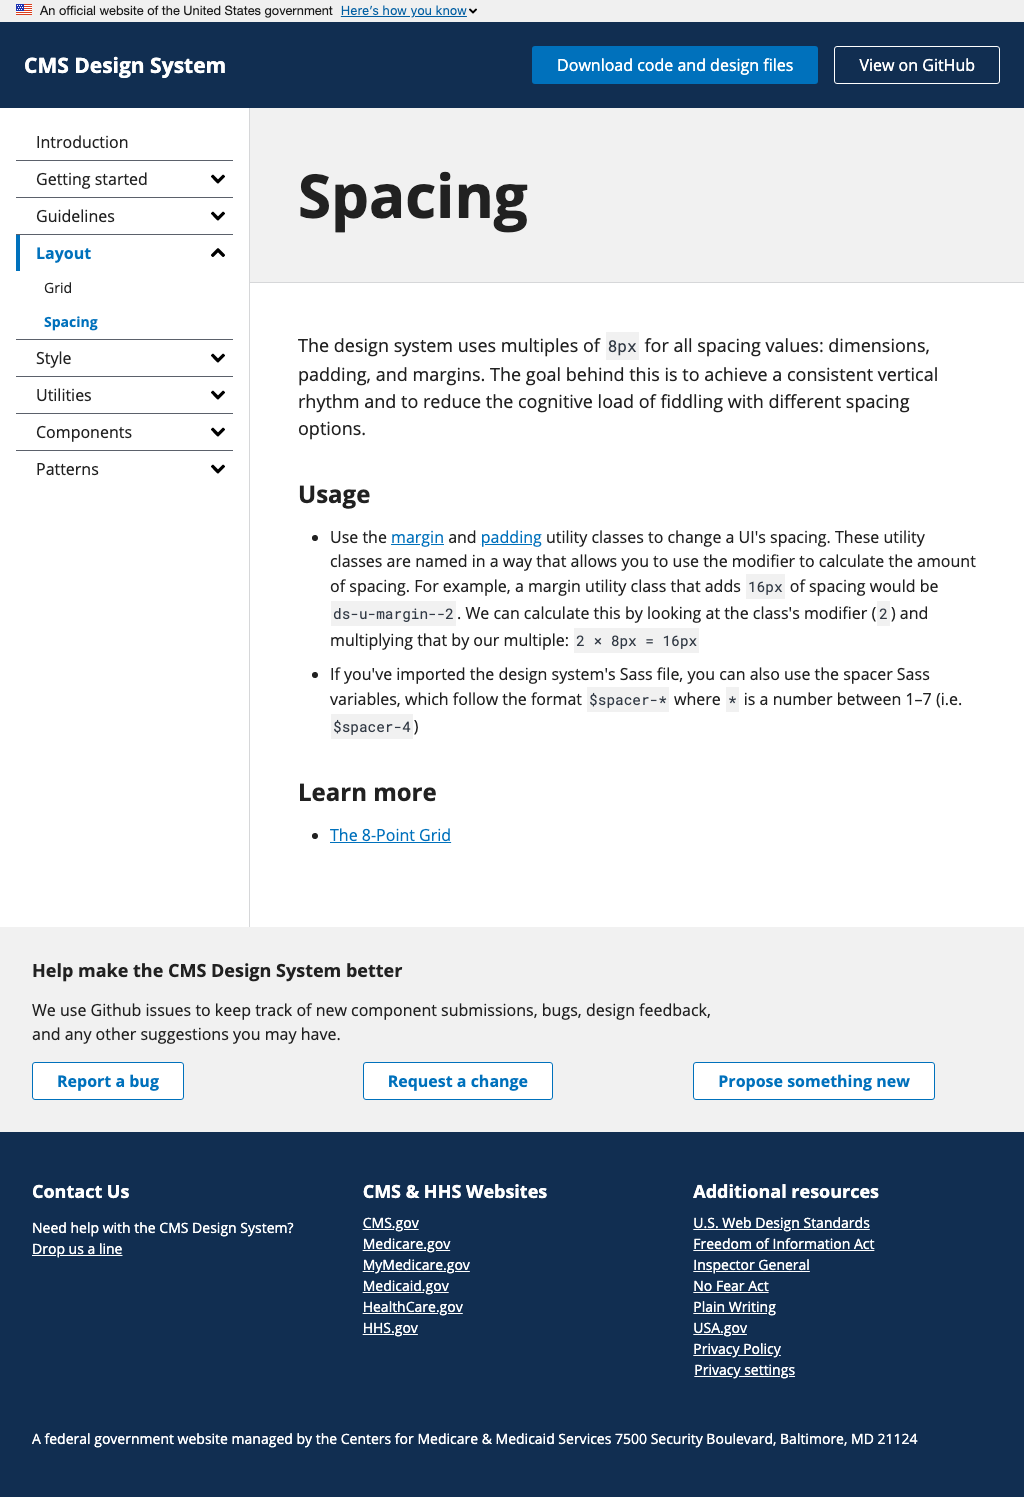 An official website of the United States government Here's how you know
CMS Design System
Download code and design files
View on GitHub
Introduction
Getting started
Guidelines
Layout
Grid
Spacing
Style
Utilities
Components
Patterns
Spacing
The design system uses multiples of 8px for all spacing values: dimensions,
padding, and margins. The goal behind this is to achieve a consistent vertical
rhythm and to reduce the cognitive load of fiddling with different spacing
options.
Usage
• Use the margin and padding utility classes to change a UI's spacing. These utility
classes are named in a way that allows you to use the modifier to calculate the amount
of spacing. For example, a margin utility class that adds 16px of spacing would be
ds-u-margin--2. We can calculate this by looking at the class's modifier (2) and
multiplying that by our multiple: 2 × 8px = 16px
• If you've imported the design system's Sass file, you can also use the spacer Sass
variables, which follow the format $spacer-* where * is a number between 1–7 (i.e.
$spacer-4)
Learn more
• The 8-Point Grid
Help make the CMS Design System better
We use Github issues to keep track of new component submissions, bugs, design feedback,
and any other suggestions you may have.
Report a bug
Request a change
Propose something new
Contact Us
Need help with the CMS Design System?
Drop us a line
CMS & HHS Websites
CMS.gov
Medicare.gov
MyMedicare.gov
Medicaid.gov
HealthCare.gov
HHS.gov
Additional resources
U.S. Web Design Standards
Freedom of Information Act
Inspector General
No Fear Act
Plain Writing
USA.gov
Privacy Policy
Privacy settings
A federal government website managed by the Centers for Medicare & Medicaid Services 7500 Security Boulevard, Baltimore, MD 21124